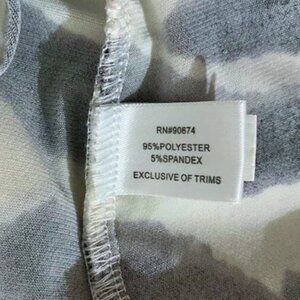 RN#90674
95%POLYESTER
5%SPANDEX
EXCLUSIVE OF TRIMS